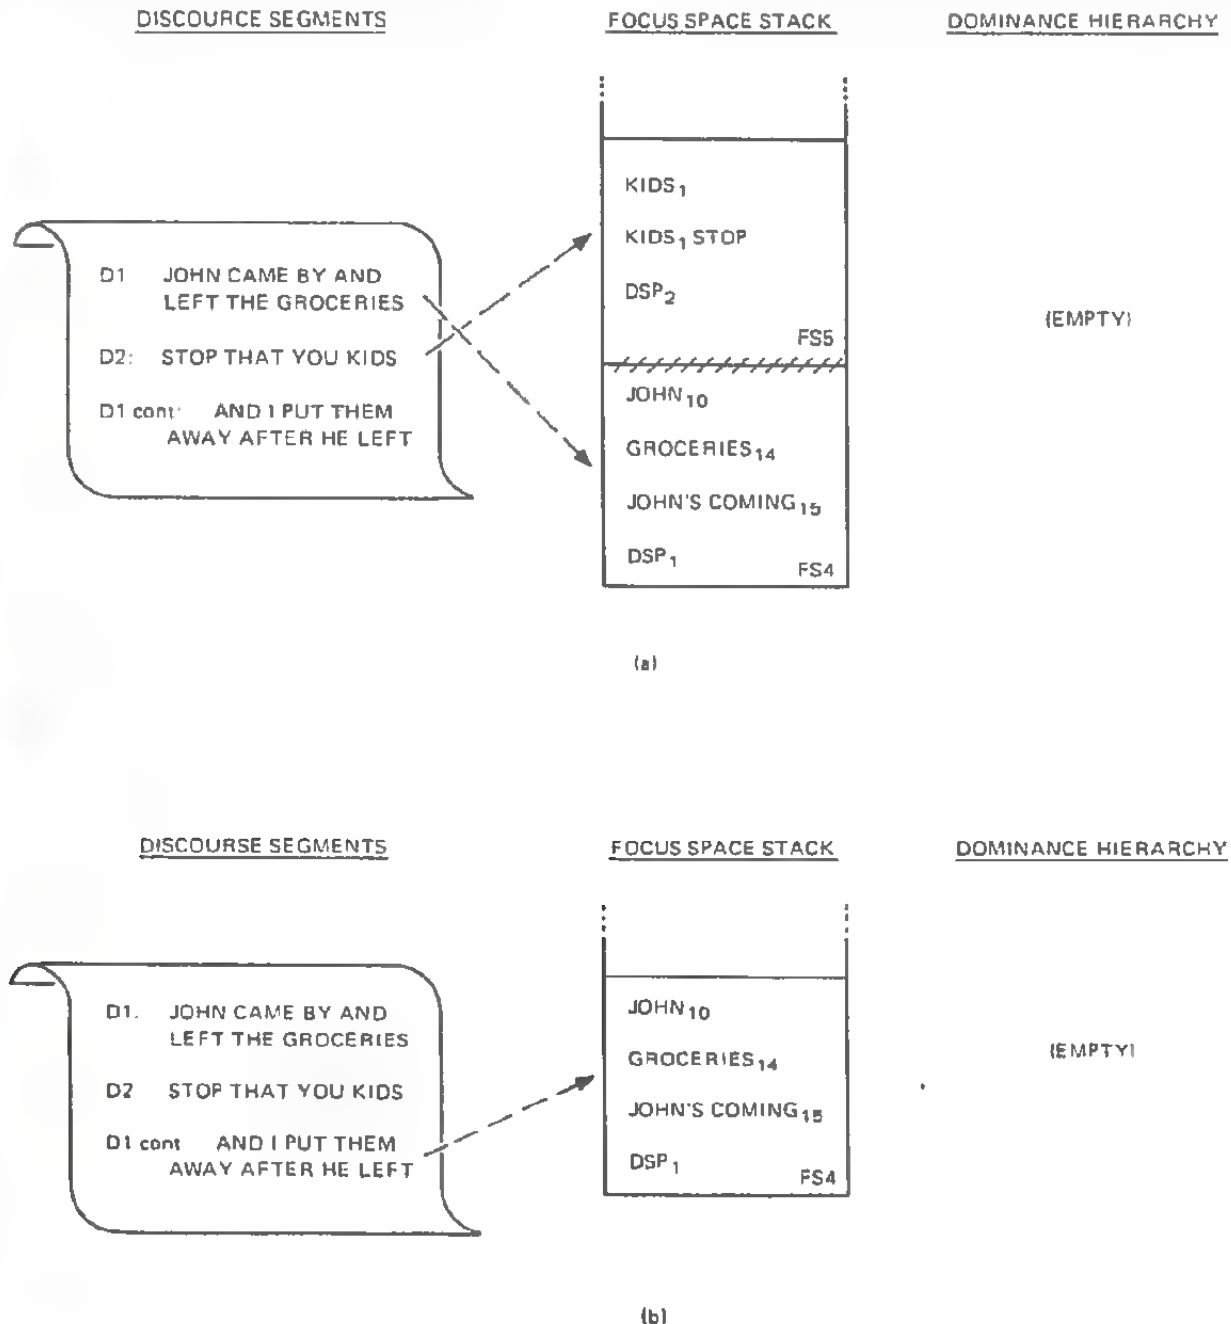 DISCOURCE SEGMENTS
FOCUS SPACE STACK
DOMINANCE HIERARCHY
D1 JOHN CAME BY AND
LEFT THE GROCERIES
D2: STOP THAT YOU KIDS
D1 cont: AND I PUT THEM
AWAY AFTER HE LEFT
KIDS₁
KIDS₁ STOP
DSP₂
FS5
JOHN₁₀
GROCERIES₁₄
JOHN'S COMING₁₅
DSP₁
FS4
(EMPTY)
(a)
DISCOURSE SEGMENTS
FOCUS SPACE STACK
DOMINANCE HIERARCHY
D1. JOHN CAME BY AND
LEFT THE GROCERIES
D2 STOP THAT YOU KIDS
D1 cont AND I PUT THEM
AWAY AFTER HE LEFT
JOHN₁₀
GROCERIES₁₄
JOHN'S COMING₁₅
DSP₁
FS4
(EMPTY)
(b)